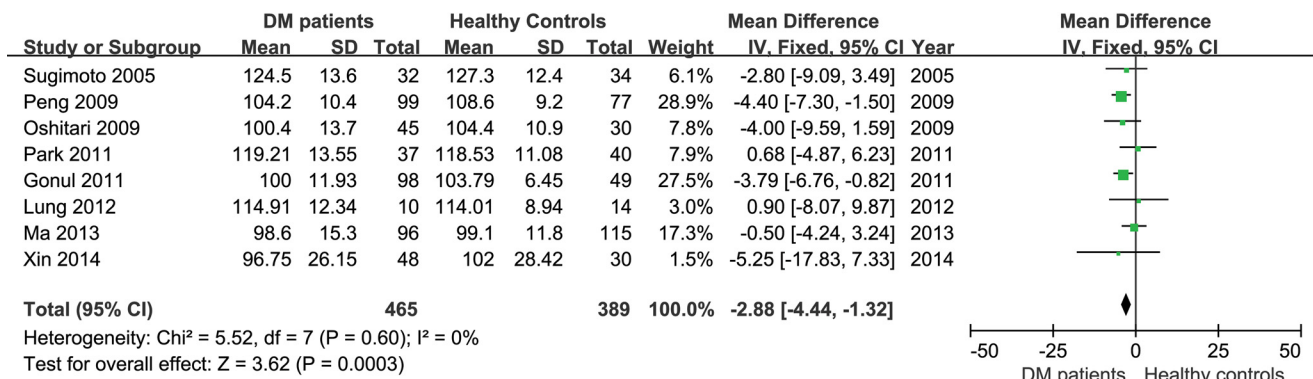 DM patients Healthy Controls Mean Difference Mean Difference
Study or Subgroup Mean SD Total Mean SD Total Weight IV, Fixed, 95% CI Year IV, Fixed, 95% CI
Sugimoto 2005 124.5 13.6 32 127.3 12.4 34 6.1% -2.80 [-9.09, 3.49] 2005
Peng 2009 104.2 10.4 99 108.6 9.2 77 28.9% -4.40 [-7.30, -1.50] 2009
Oshitari 2009 100.4 13.7 45 104.4 10.9 30 7.8% -4.00 [-9.59, 1.59] 2009
Park 2011 119.21 13.55 37 118.53 11.08 40 7.9% 0.68 [-4.87, 6.23] 2011
Gonul 2011 100 11.93 98 103.79 6.45 49 27.5% -3.79 [-6.76, -0.82] 2011
Lung 2012 114.91 12.34 10 114.01 8.94 14 3.0% 0.90 [-8.07, 9.87] 2012
Ma 2013 98.6 15.3 96 99.1 11.8 115 17.3% -0.50 [-4.24, 3.24] 2013
Xin 2014 96.75 26.15 48 102 28.42 30 1.5% -5.25 [-17.83, 7.33] 2014
Total (95% CI) 465 389 100.0% -2.88 [-4.44, -1.32]
Heterogeneity: Chi² = 5.52, df = 7 (P = 0.60); I² = 0%
Test for overall effect: Z = 3.62 (P = 0.0003)
-50 -25 0 25 50
DM patients Healthy controls